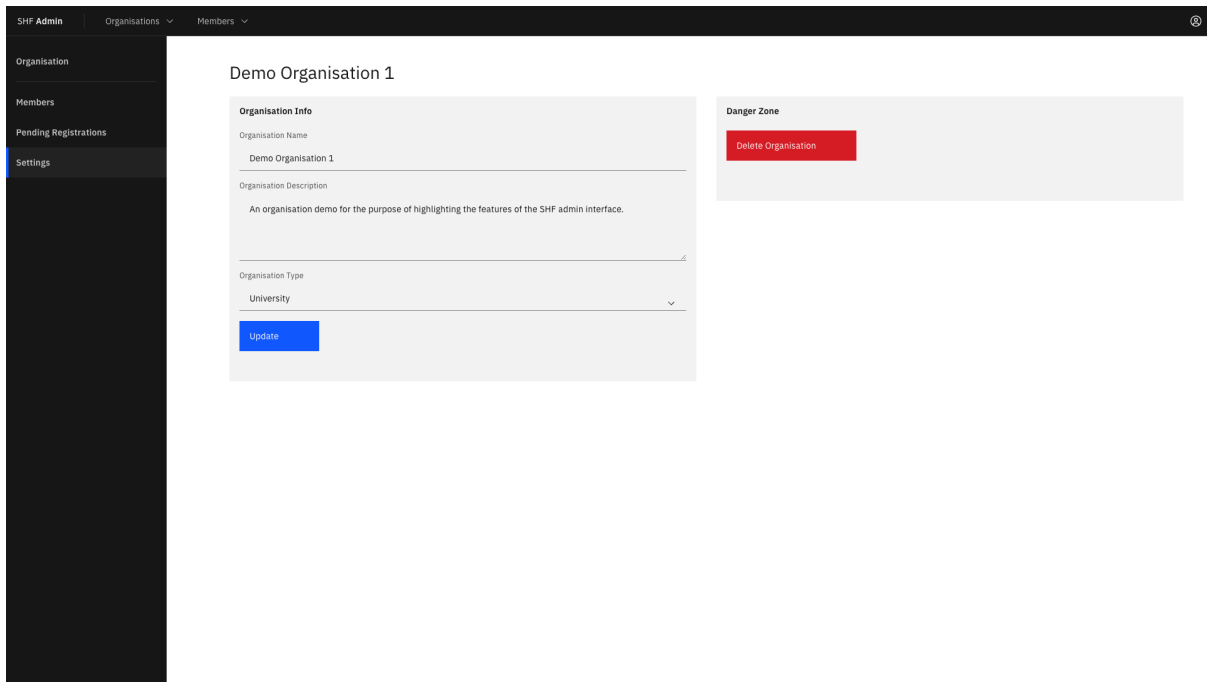 SHF Admin
Organisations
Members
Organisation
Members
Pending Registrations
Settings
Demo Organisation 1
Organisation Info
Organisation Name
Demo Organisation 1
Organisation Description
An organisation demo for the purpose of highlighting the features of the SHF admin interface.
Organisation Type
University
Update
Danger Zone
Delete Organisation